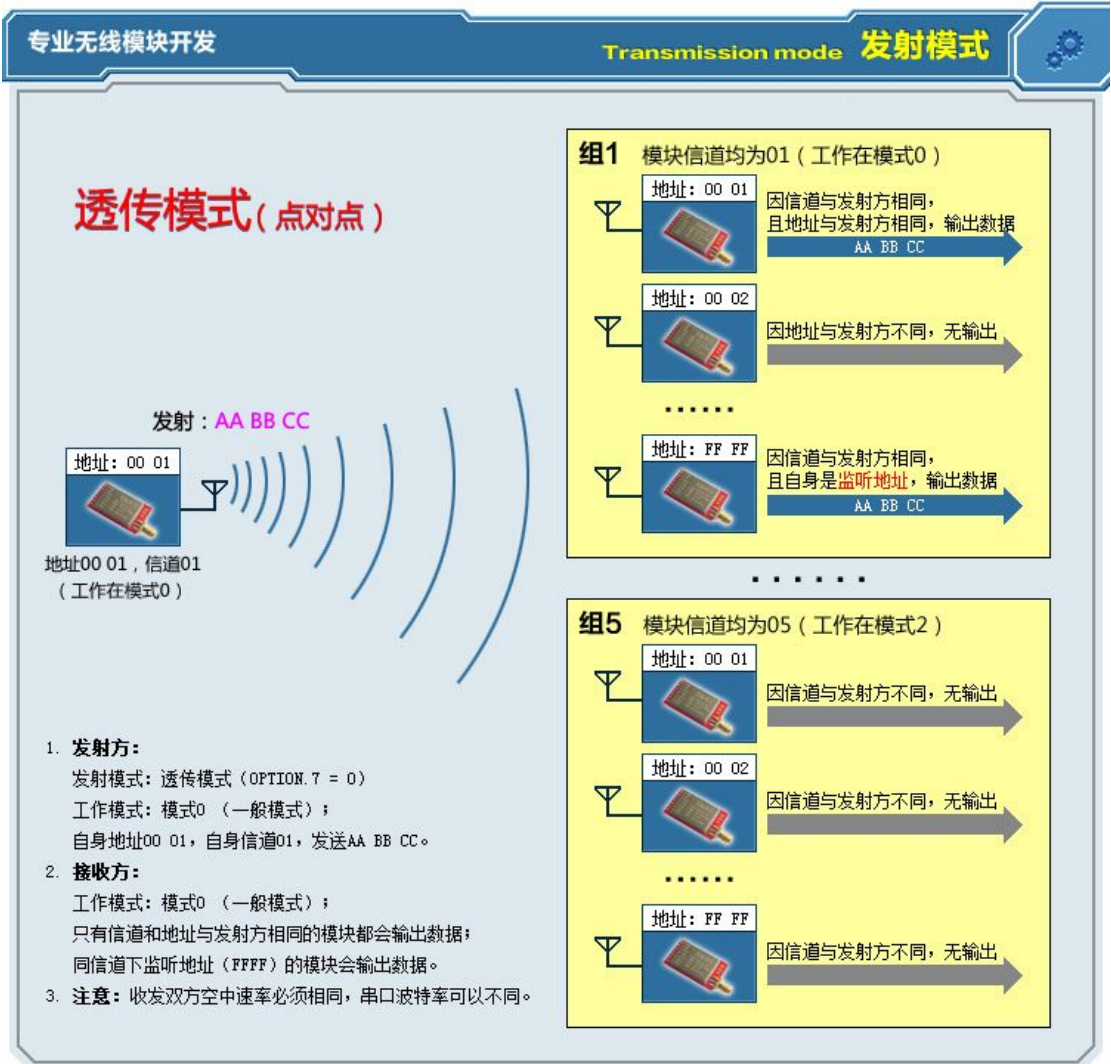 专业无线模块开发
Transmission mode 发射模式
透传模式(点对点)
发射：AA BB CC
地址: 00 01
地址00 01，信道01
（工作在模式0）
组1 模块信道均为01（工作在模式0）
地址: 00 01
因信道与发射方相同，
且地址与发射方相同，输出数据
AA BB CC
地址: 00 02
因地址与发射方不同，无输出
......
地址: FF FF
因信道与发射方相同，
且自身是监听地址，输出数据
AA BB CC
......
组5 模块信道均为05（工作在模式2）
地址: 00 01
因信道与发射方不同，无输出
地址: 00 02
因信道与发射方不同，无输出
......
地址: FF FF
因信道与发射方不同，无输出
1. 发射方：
发射模式：透传模式（OPTION.7 = 0）
工作模式：模式0 （一般模式）；
自身地址00 01，自身信道01，发送AA BB CC。
2. 接收方：
工作模式：模式0 （一般模式）；
只有信道和地址与发射方相同的模块都会输出数据；
同信道下监听地址（FFFF）的模块会输出数据。
3. 注意：收发双方空中速率必须相同，串口波特率可以不同。